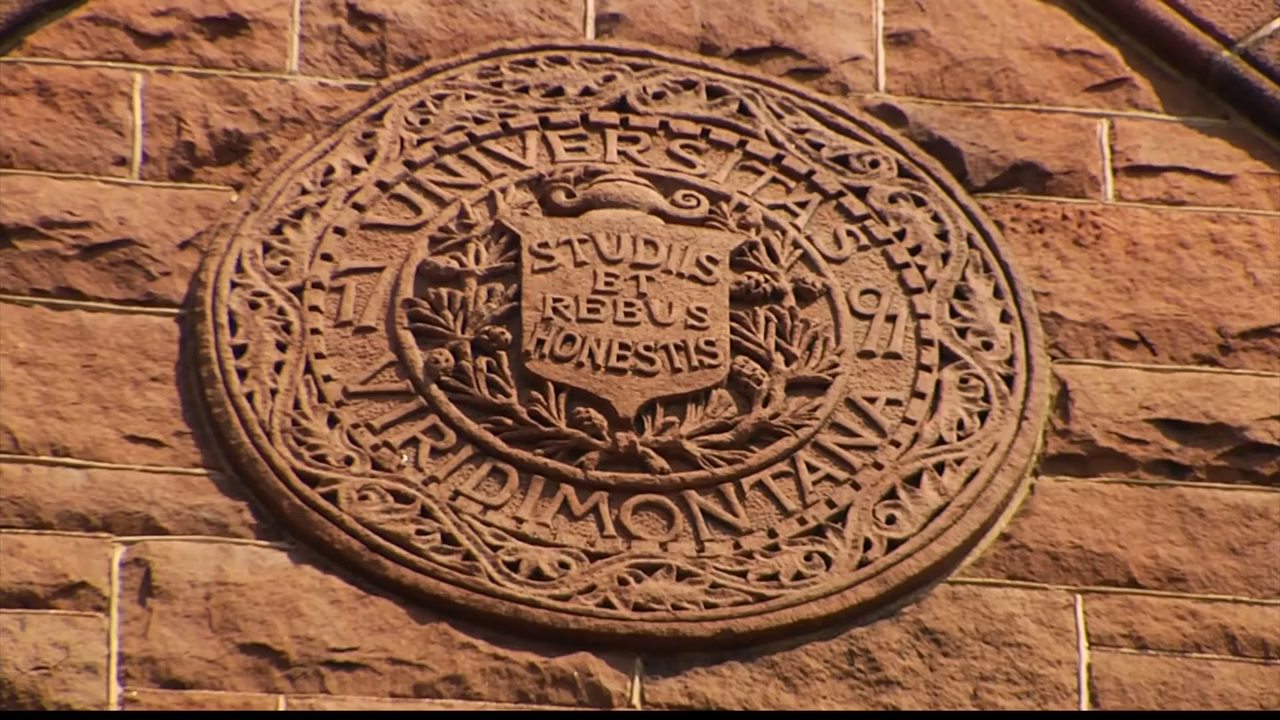 UNIVERSITAS
17 91
VIRIDIMONTANA
STUDIIS
ET
REBUS
HONESTIS